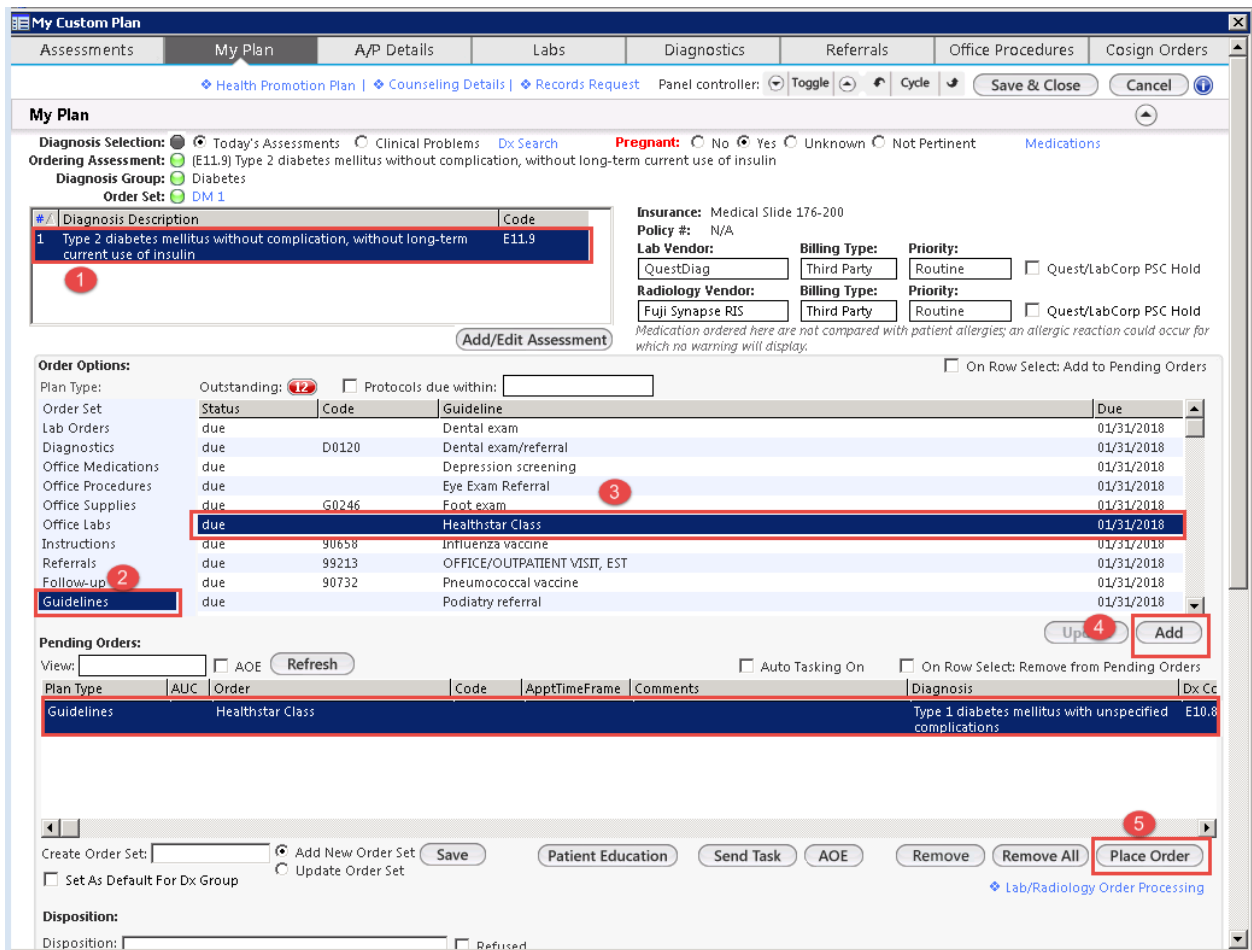 My Custom Plan
Assessments My Plan A/P Details Labs Diagnostics Referrals Office Procedures Cosign Orders
Health Promotion Plan | Counseling Details | Records Request Panel controller: Toggle Cycle Save & Close Cancel
My Plan
Diagnosis Selection: Today's Assessments Clinical Problems Dx Search Pregnant: No Yes Unknown Not Pertinent Medications
Ordering Assessment: (E11.9) Type 2 diabetes mellitus without complication, without long-term current use of insulin
Diagnosis Group: Diabetes
Order Set: DM 1
# Diagnosis Description Code
1 Type 2 diabetes mellitus without complication, without long-term E11.9
current use of insulin
1
Add/Edit Assessment
Insurance: Medical Slide 176-200
Policy #: N/A
Lab Vendor: Billing Type: Priority:
QuestDiag Third Party Routine Quest/LabCorp PSC Hold
Radiology Vendor: Billing Type: Priority:
Fuji Synapse RIS Third Party Routine Quest/LabCorp PSC Hold
Medication ordered here are not compared with patient allergies; an allergic reaction could occur for
which no warning will display.
Order Options: On Row Select: Add to Pending Orders
Plan Type: Outstanding: 12 Protocols due within:
Order Set Status Code Guideline Due
Lab Orders due Dental exam 01/31/2018
Diagnostics due D0120 Dental exam/referral 01/31/2018
Office Medications due Depression screening 01/31/2018
Office Procedures due Eye Exam Referral 01/31/2018
3
Office Supplies due G0246 Foot exam 01/31/2018
Office Labs due Healthstar Class 01/31/2018
Instructions due 90658 Influenza vaccine 01/31/2018
Referrals due 99213 OFFICE/OUTPATIENT VISIT, EST 01/31/2018
Follow-up 2 due 90732 Pneumococcal vaccine 01/31/2018
Guidelines due Podiatry referral 01/31/2018
4 Add
Pending Orders:
View: AOE Refresh Auto Tasking On On Row Select: Remove from Pending Orders
Plan Type AUC Order Code ApptTimeFrame Comments Diagnosis Dx Cc
Guidelines Healthstar Class Type 1 diabetes mellitus with unspecified E10.8
complications
5
Create Order Set: Add New Order Set Save Patient Education Send Task AOE Remove Remove All Place Order
Update Order Set
Set As Default For Dx Group
Lab/Radiology Order Processing
Disposition:
Disposition: Refused